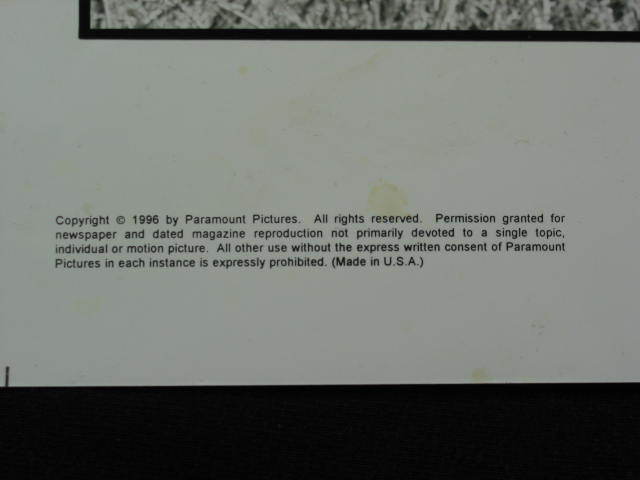 Copyright © 1996 by Paramount Pictures. All rights reserved. Permission granted for
newspaper and dated magazine reproduction not primarily devoted to a single topic,
individual or motion picture. All other use without the express written consent of Paramount
Pictures in each instance is expressly prohibited. (Made in U.S.A.)